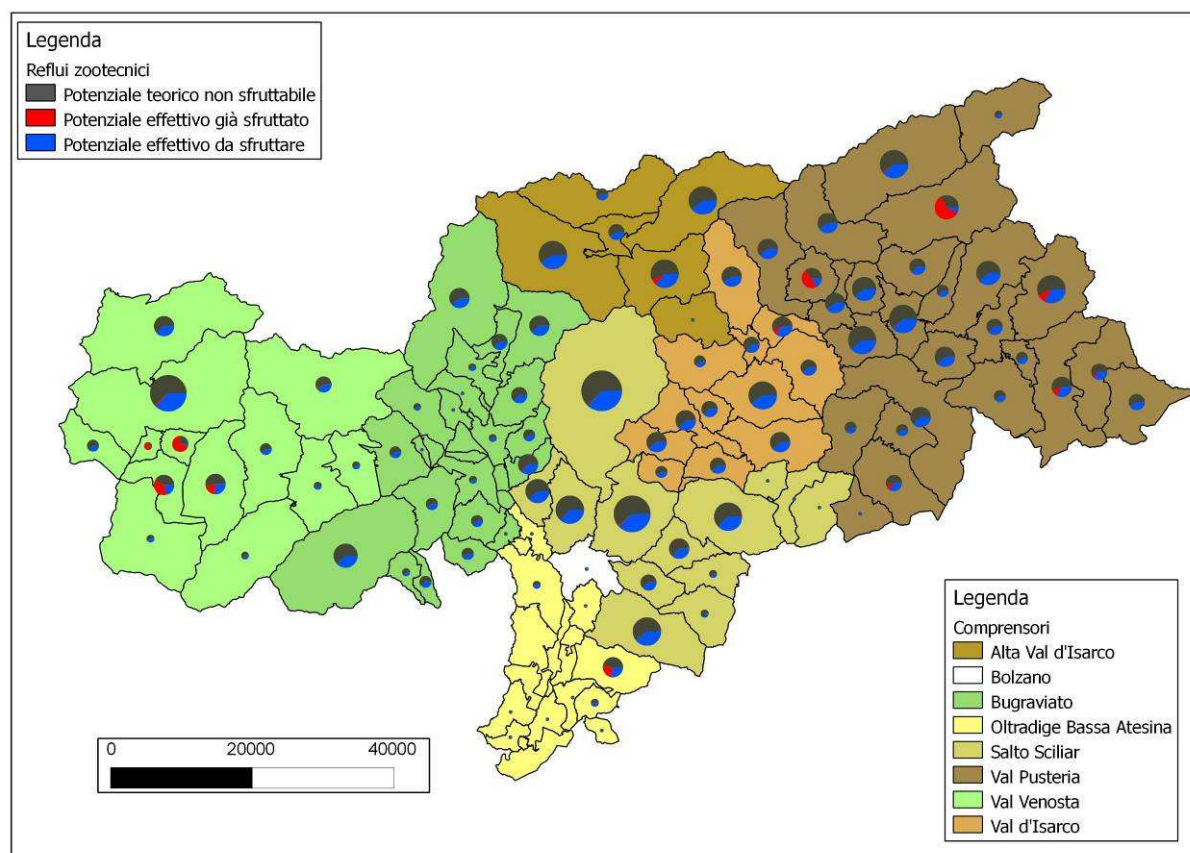 Legenda
Reflui zootecnici
Potenziale teorico non sfruttabile
Potenziale effettivo già sfruttato
Potenziale effettivo da sfruttare
Legenda
Comprensori
Alta Val d'Isarco
Bolzano
Bugraviato
Oltradige Bassa Atesina
Salto Sciliar
Val Pusteria
Val Venosta
Val d'Isarco
0 20000 40000